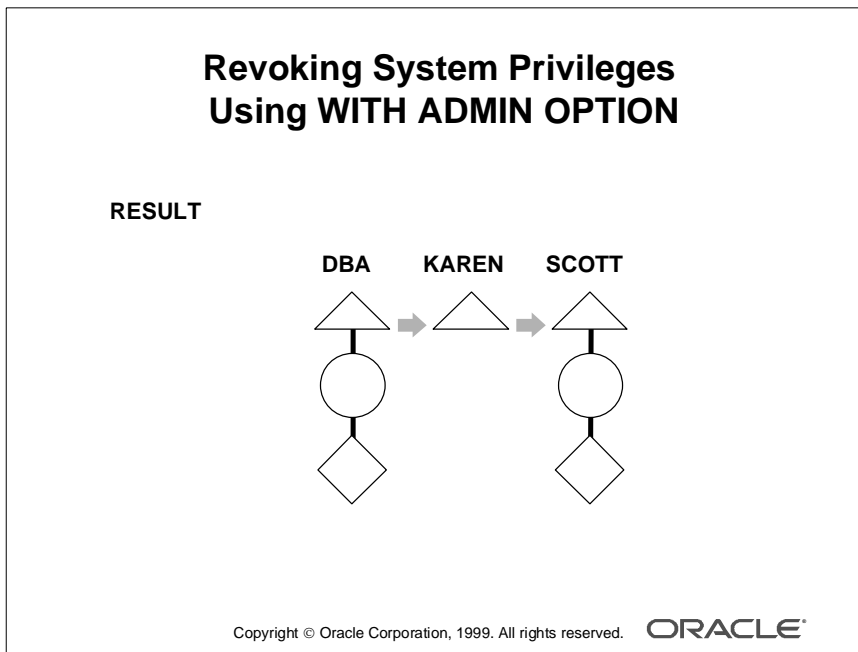 Revoking System Privileges
Using WITH ADMIN OPTION
RESULT
DBA KAREN SCOTT
Copyright © Oracle Corporation, 1999. All rights reserved. ORACLE®